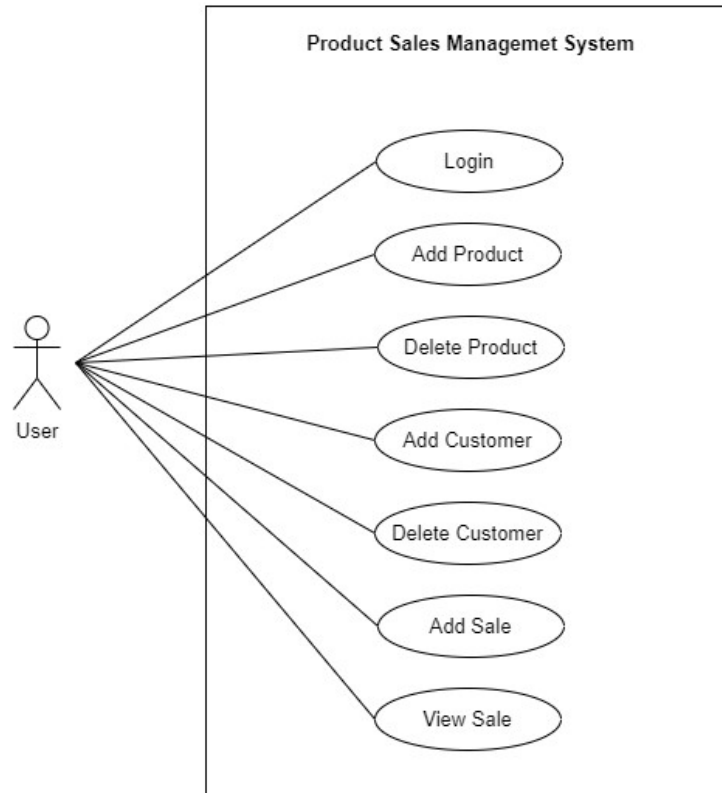 Product Sales Managemet System
Login
Add Product
Delete Product
Add Customer
User
Delete Customer
Add Sale
View Sale